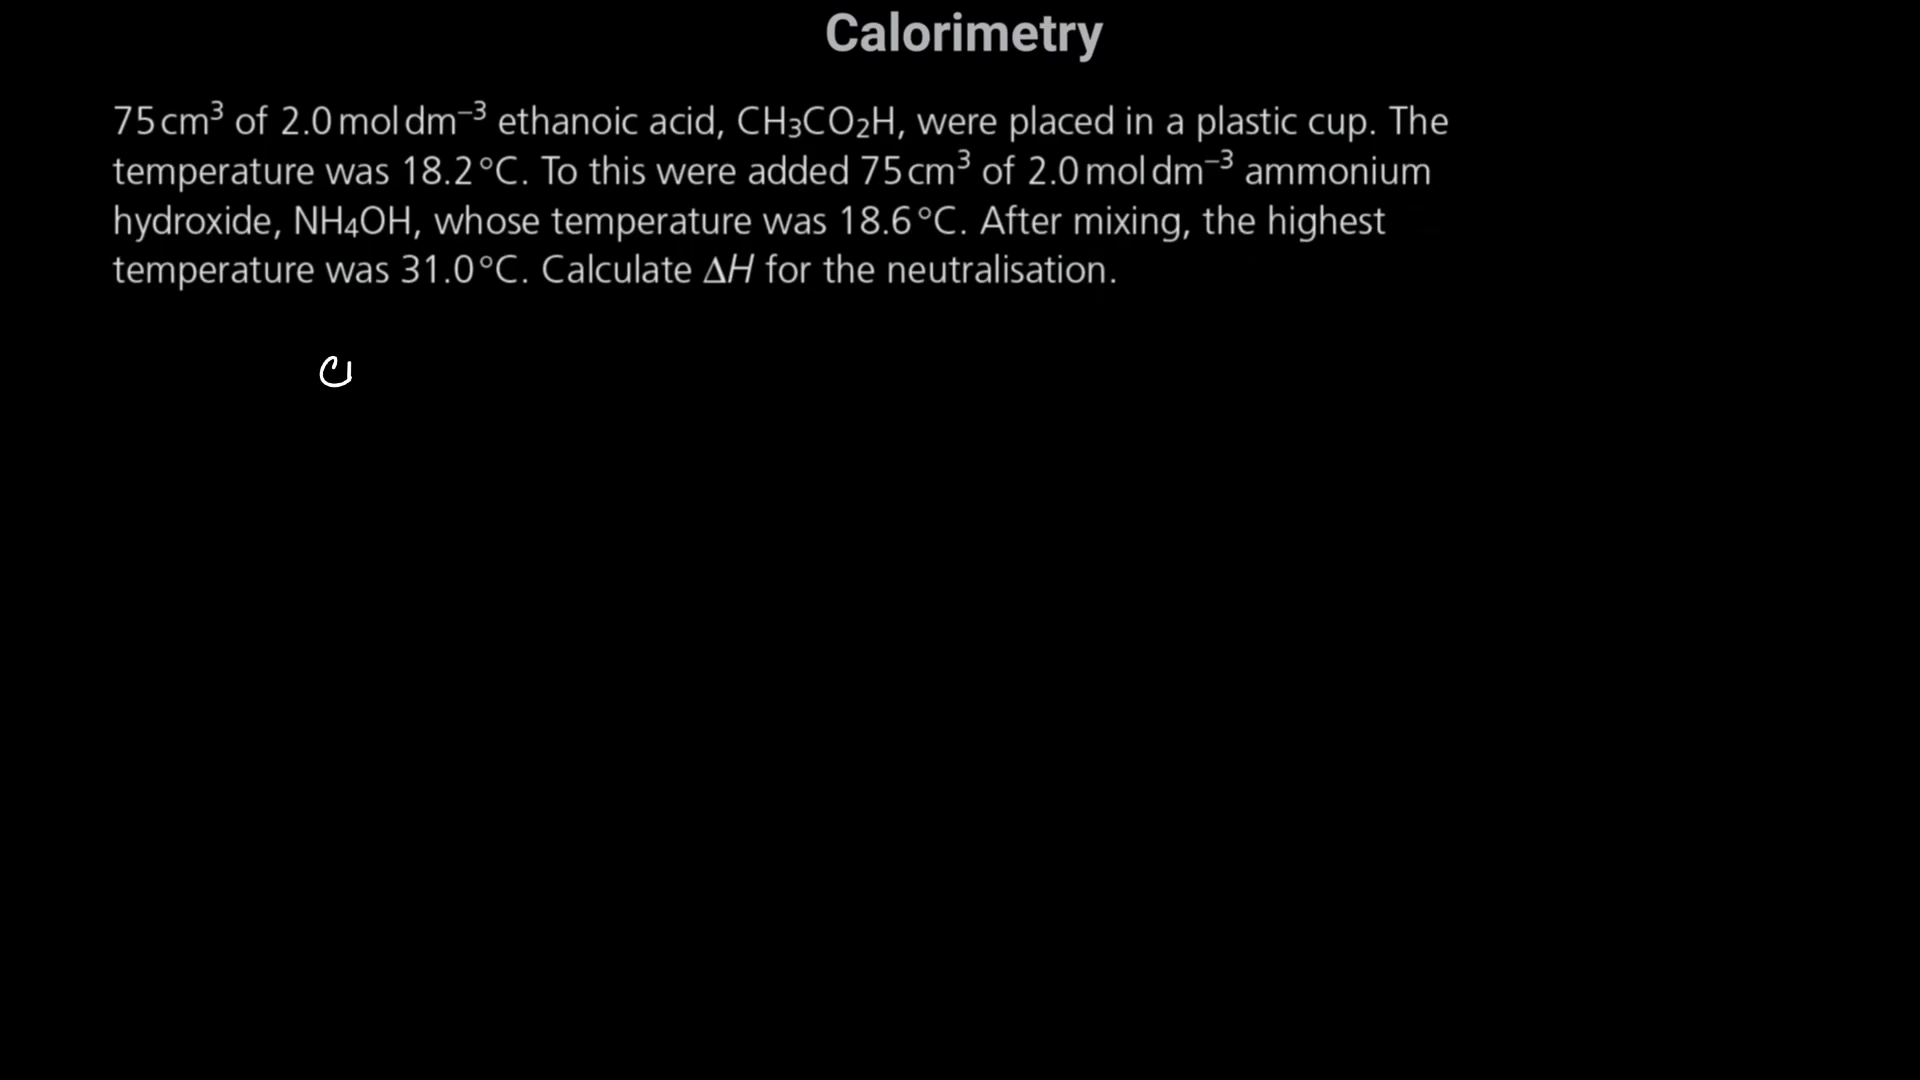 Calorimetry
75 cm³ of 2.0 mol dm⁻³ ethanoic acid, CH₃CO₂H, were placed in a plastic cup. The
temperature was 18.2 °C. To this were added 75 cm³ of 2.0 mol dm⁻³ ammonium
hydroxide, NH₄OH, whose temperature was 18.6 °C. After mixing, the highest
temperature was 31.0 °C. Calculate ΔH for the neutralisation.